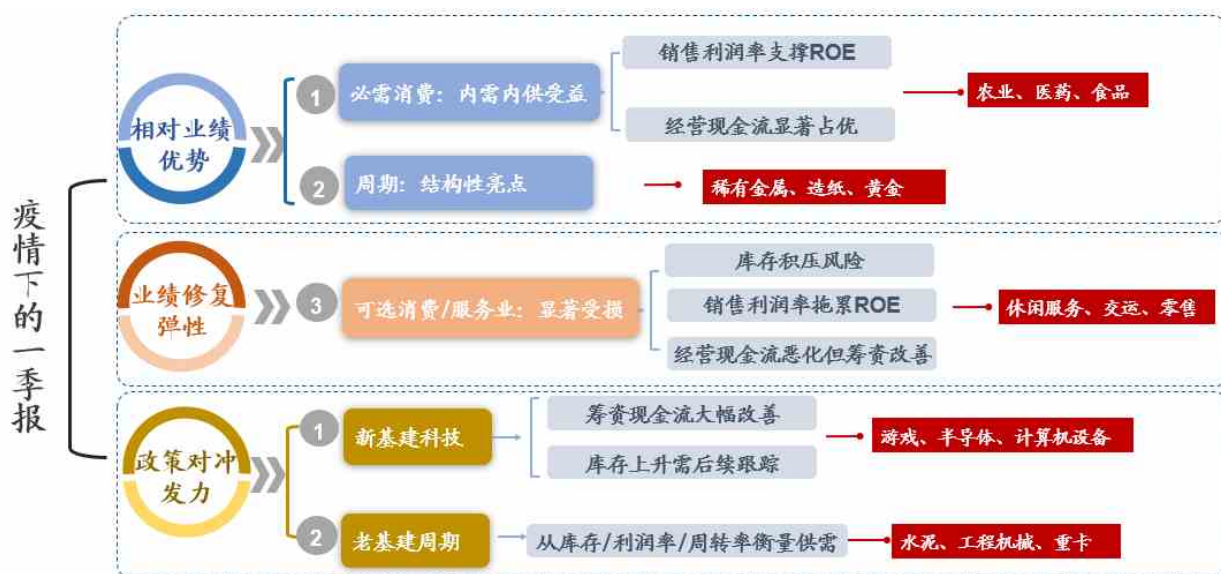 疫情下的一季报
相对业绩
优势
1
必需消费：内需内供受益
销售利润率支撑ROE
经营现金流显著占优
农业、医药、食品
2
周期：结构性亮点
稀有金属、造纸、黄金
业绩修复
弹性
3
可选消费/服务业：显著受损
库存积压风险
销售利润率拖累ROE
经营现金流恶化但筹资改善
休闲服务、交运、零售
政策对冲
发力
1
新基建科技
筹资现金流大幅改善
库存上升需后续跟踪
游戏、半导体、计算机设备
2
老基建周期
从库存/利润率/周转率衡量供需
水泥、工程机械、重卡